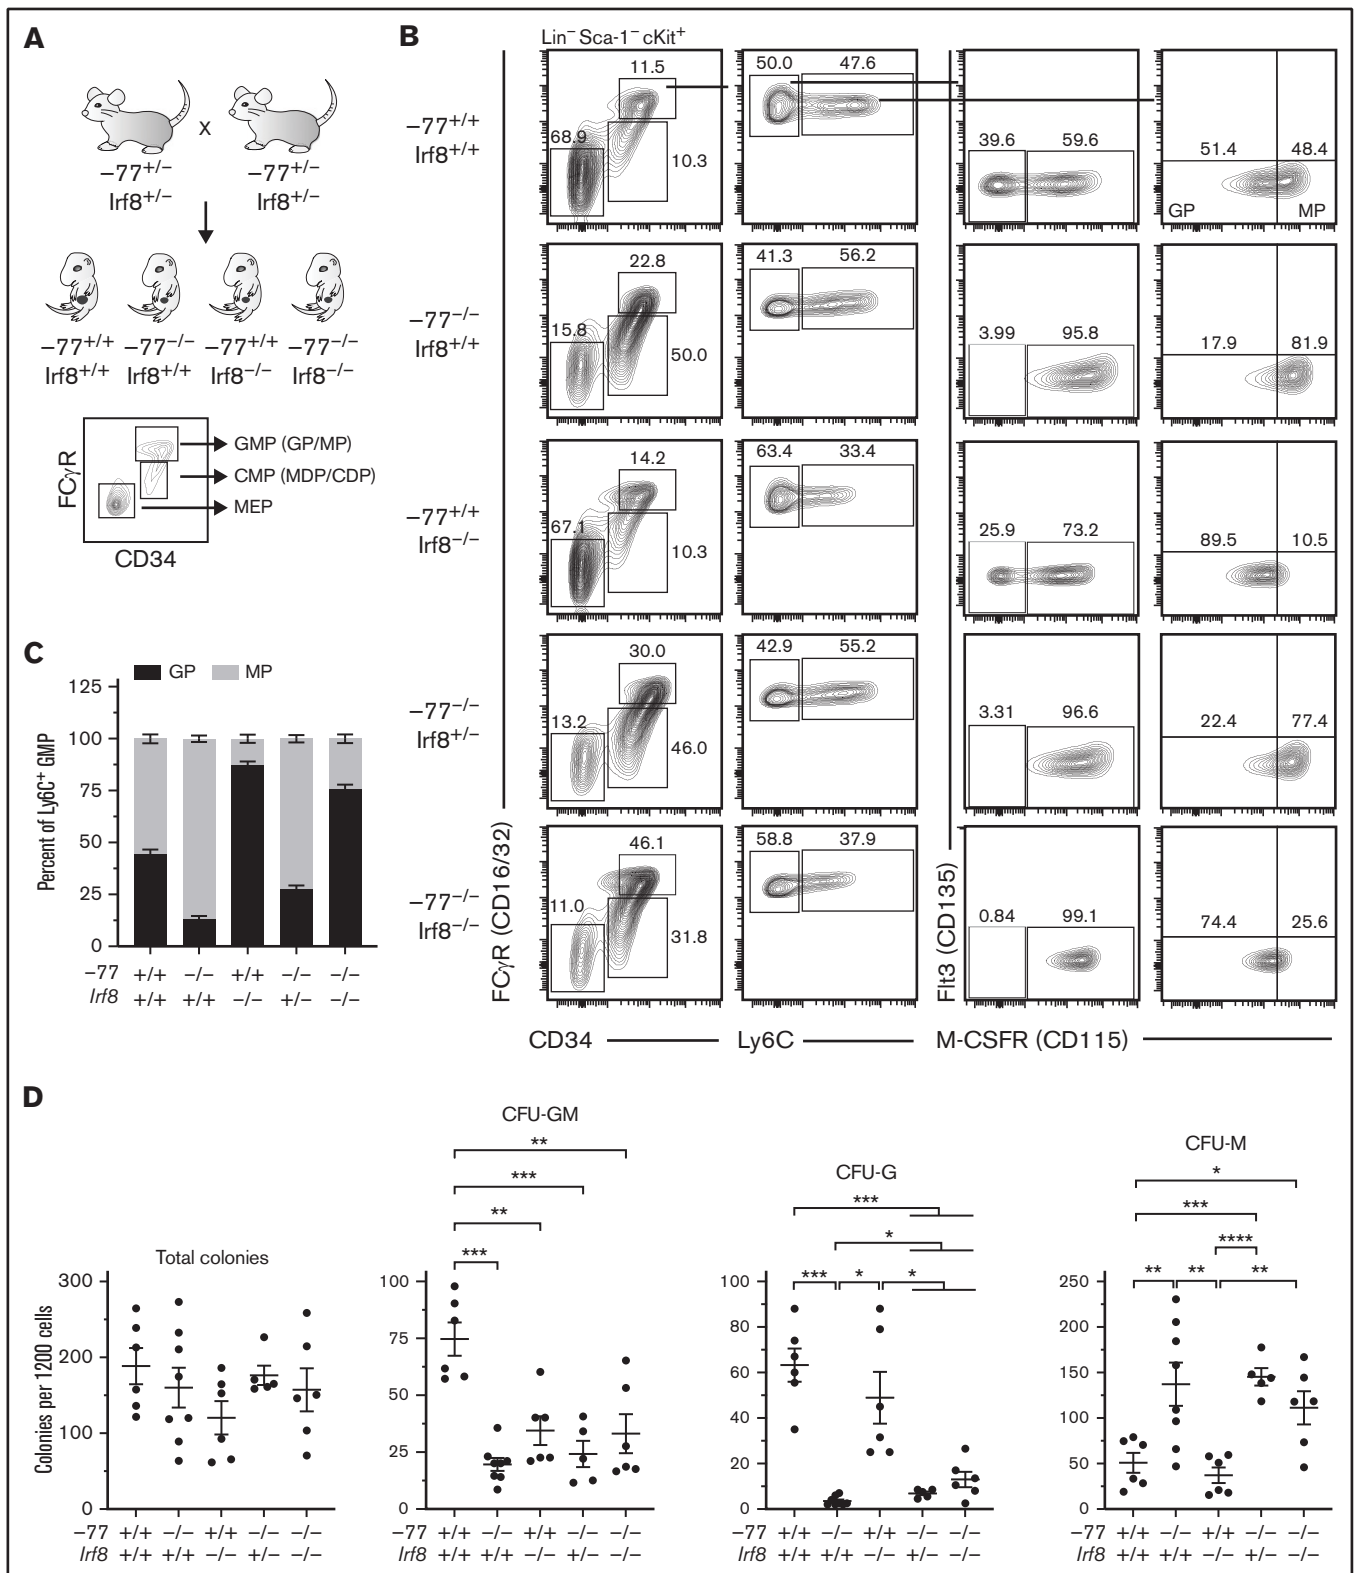 A
−77+/−
Irf8+/−
x
−77+/−
Irf8+/−
−77+/+ −77−/− −77+/+ −77−/−
Irf8+/+ Irf8+/+ Irf8−/− Irf8−/−
FCγR
GMP (GP/MP)
CMP (MDP/CDP)
MEP
CD34
B
Lin− Sca-1− cKit+
−77+/+
Irf8+/+
11.5
68.9
10.3
50.0 47.6
39.6 59.6
51.4 48.4
GP MP
−77−/−
Irf8+/+
22.8
15.8
50.0
41.3 56.2
3.99 95.8
17.9 81.9
−77+/+
Irf8−/−
14.2
67.1
10.3
63.4 33.4
25.9 73.2
89.5 10.5
−77−/−
Irf8+/−
30.0
13.2
46.0
42.9 55.2
3.31 96.6
22.4 77.4
−77−/−
Irf8−/−
46.1
11.0
31.8
58.8 37.9
0.84 99.1
74.4 25.6
FCγR (CD16/32)
Flt3 (CD135)
CD34 Ly6C M-CSFR (CD115)
C
GP MP
Percent of Ly6C+ GMP
125
100
75
50
25
0
−77 +/+ −/− +/+ −/− −/−
Irf8 +/+ +/+ −/− +/− −/−
D
Total colonies
Colonies per 1200 cells
300
200
100
0
−77 +/+ −/− +/+ −/− −/−
Irf8 +/+ +/+ −/− +/− −/−
CFU-GM
**
***
**
***
100
75
50
25
0
−77 +/+ −/− +/+ −/− −/−
Irf8 +/+ +/+ −/− +/− −/−
CFU-G
***
*
*** * *
100
80
60
40
20
0
−77 +/+ −/− +/+ −/− −/−
Irf8 +/+ +/+ −/− +/− −/−
CFU-M
*
***
****
** ** **
250
200
150
100
50
0
−77 +/+ −/− +/+ −/− −/−
Irf8 +/+ +/+ −/− +/− −/−